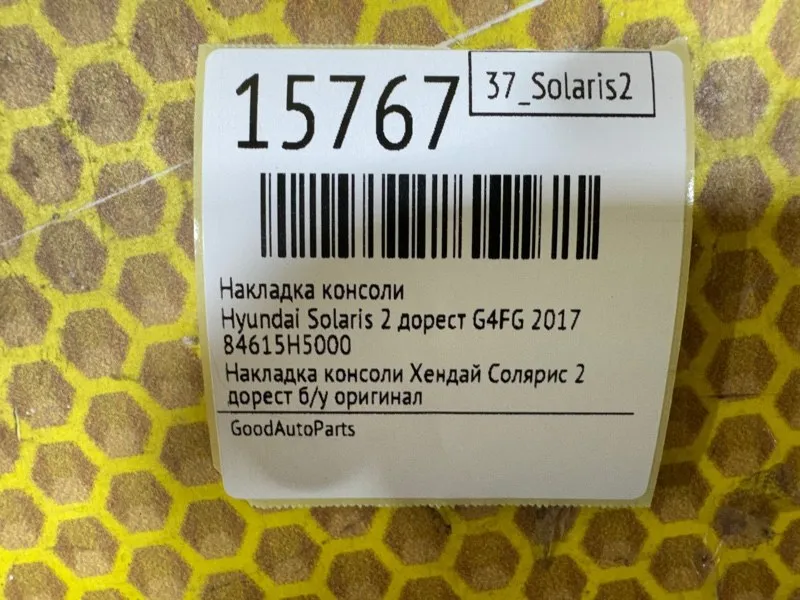 15767
37_Solaris2
Накладка консоли
Hyundai Solaris 2 дорест G4FG 2017
84615H5000
Накладка консоли Хендай Солярис 2
дорест б/у оригинал
GoodAutoParts